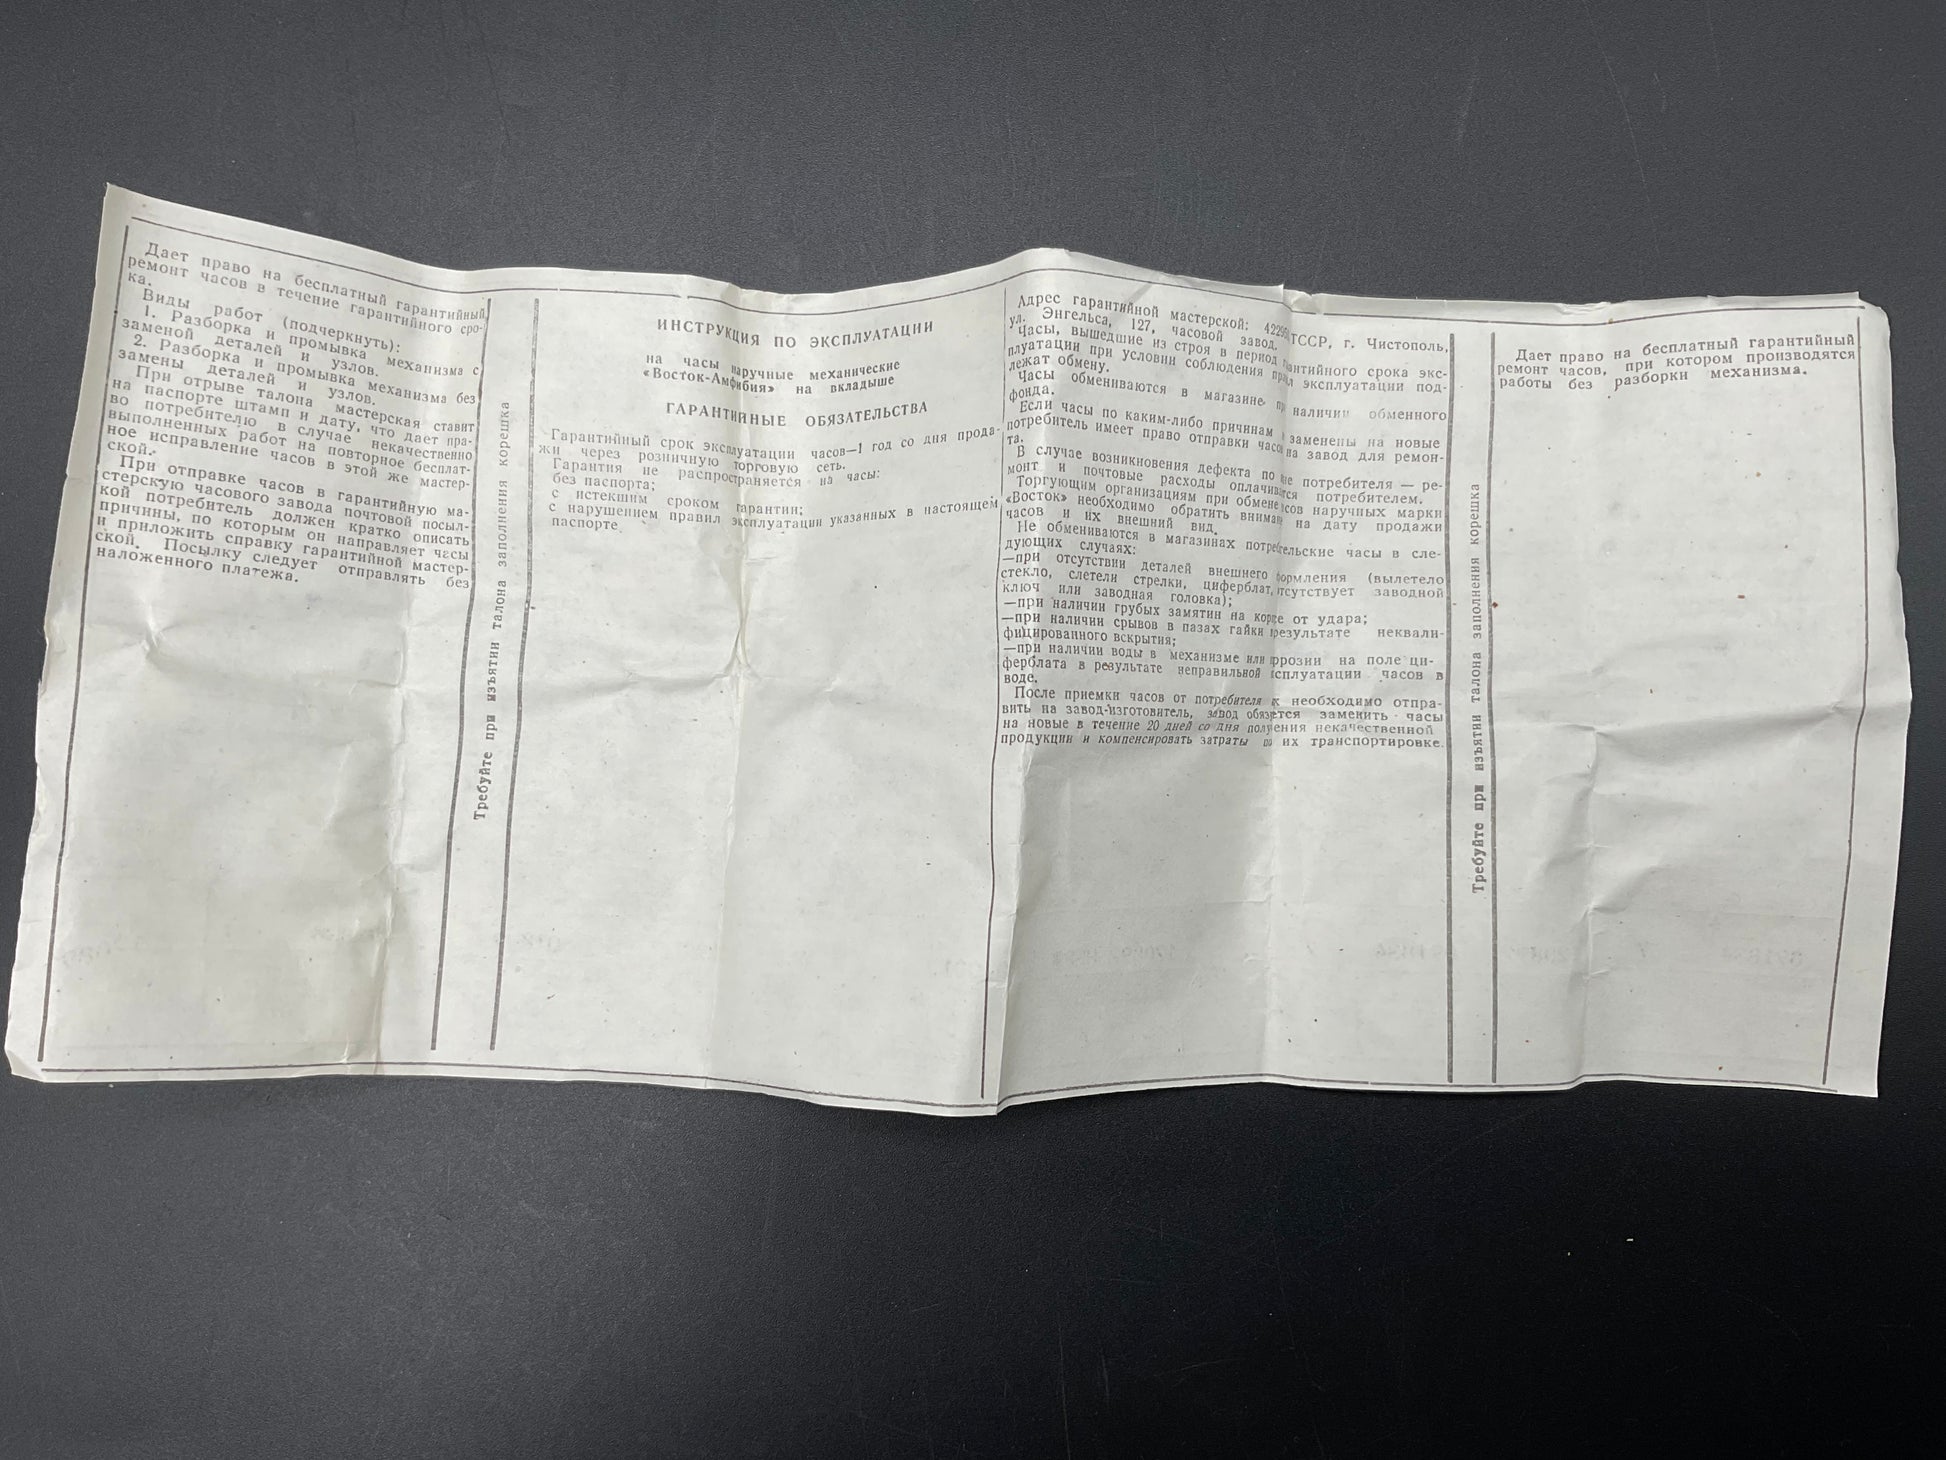 Дает право на бесплатный гарантийный
ремонт часов в течение гарантийного сро-
ка.
Виды работ (подчеркнуть):
1. Разборка и промывка механизма с
заменой деталей и узлов.
2. Разборка и промывка механизма без
замены деталей и узлов.
При отрыве талона мастерская ставит
на паспорте штамп и дату, что дает пра-
во потребителю в случае некачественно
выполненных работ на повторное бесплат-
ное исправление часов в этой же мастер-
ской.
При отправке часов в гарантийную ма-
стерскую часового завода почтовой посыл-
кой потребитель должен кратко описать
причины, по которым он направляет часы
и приложить справку гарантийной мастер-
ской. Посылку следует отправлять без
наложенного платежа.
Требуйте при изъятии талона заполнения корешка
ИНСТРУКЦИЯ ПО ЭКСПЛУАТАЦИИ
на часы наручные механические
«Восток-Амфибия» на вкладыше
ГАРАНТИЙНЫЕ ОБЯЗАТЕЛЬСТВА
Гарантийный срок эксплуатации часов—1 год со дня прода-
жи через розничную торговую сеть.
Гарантия не распространяется на часы:
без паспорта;
с истекшим сроком гарантии;
с нарушением правил эксплуатации указанных в настоящем
паспорте.
Адрес гарантийной мастерской: ТССР, г. Чистополь,
ул. Энгельса, 127, часовой завод.
Часы, вышедшие из строя в период гарантийного срока экс-
плуатации при условии соблюдения правил эксплуатации под-
лежат обмену.
Часы обмениваются в магазине, при наличии обменного
фонда.
Если часы по каким-либо причинам заменены на новые
потребитель имеет право отправки часов на завод для ремон-
та.
В случае возникновения дефекта по вине потребителя — ре-
монт и почтовые расходы оплачиваются потребителем.
Торгующим организациям при обмене часов наручных марки
«Восток» необходимо обратить внимание на дату продажи
часов и их внешний вид.
Не обмениваются в магазинах потребительские часы в сле-
дующих случаях:
—при отсутствии деталей внешнего оформления (вылетело
стекло, слетели стрелки, циферблат, отсутствует заводной
ключ или заводная головка);
—при наличии грубых замятин на корпусе от удара;
—при наличии срывов в пазах гайки в результате неквали-
фицированного вскрытия;
—при наличии воды в механизме или коррозии на поле ци-
ферблата в результате неправильной эксплуатации часов в
воде.
После приемки часов от потребителя их необходимо отпра-
вить на завод-изготовитель, завод обязуется заменить часы
на новые в течение 20 дней со дня получения некачественной
продукции и компенсировать затраты по их транспортировке.
Требуйте при изъятии талона заполнения корешка
Дает право на бесплатный гарантийный
ремонт часов, при котором производятся
работы без разборки механизма.